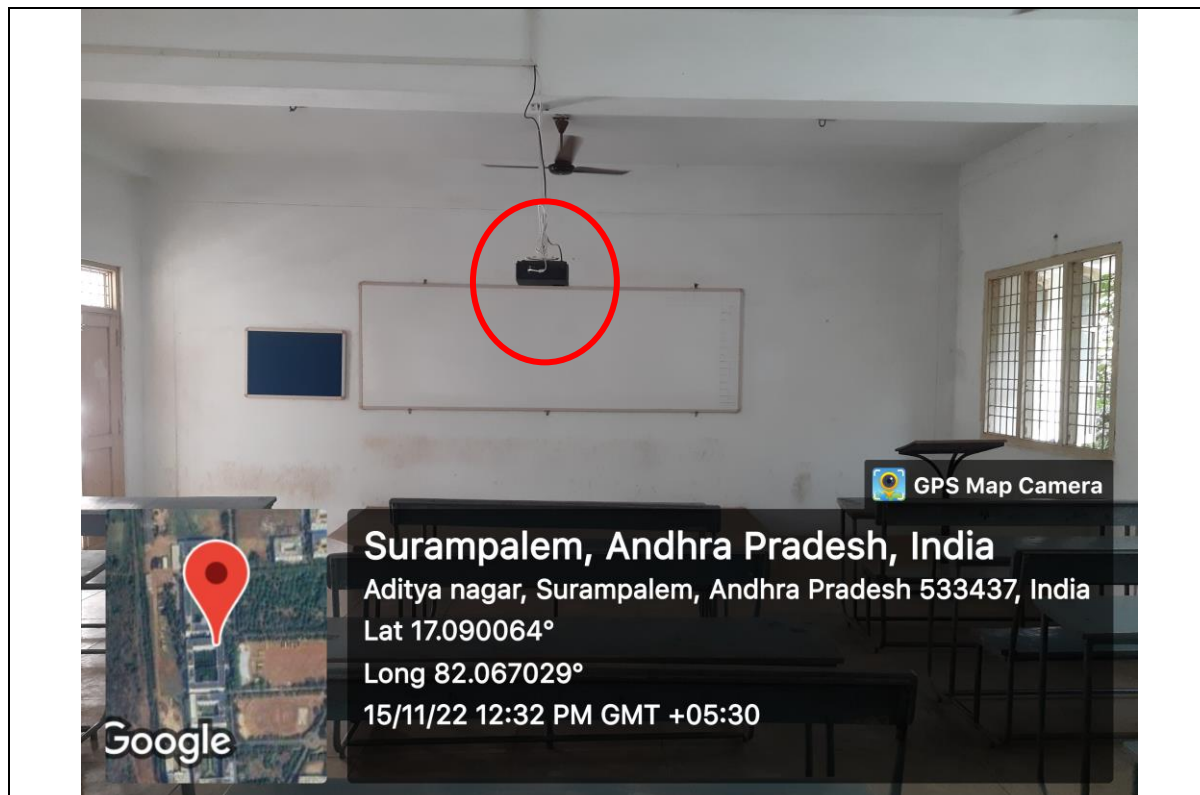 GPS Map Camera
Surampalem, Andhra Pradesh, India
Aditya nagar, Surampalem, Andhra Pradesh 533437, India
Lat 17.090064°
Long 82.067029°
15/11/22 12:32 PM GMT +05:30
Google